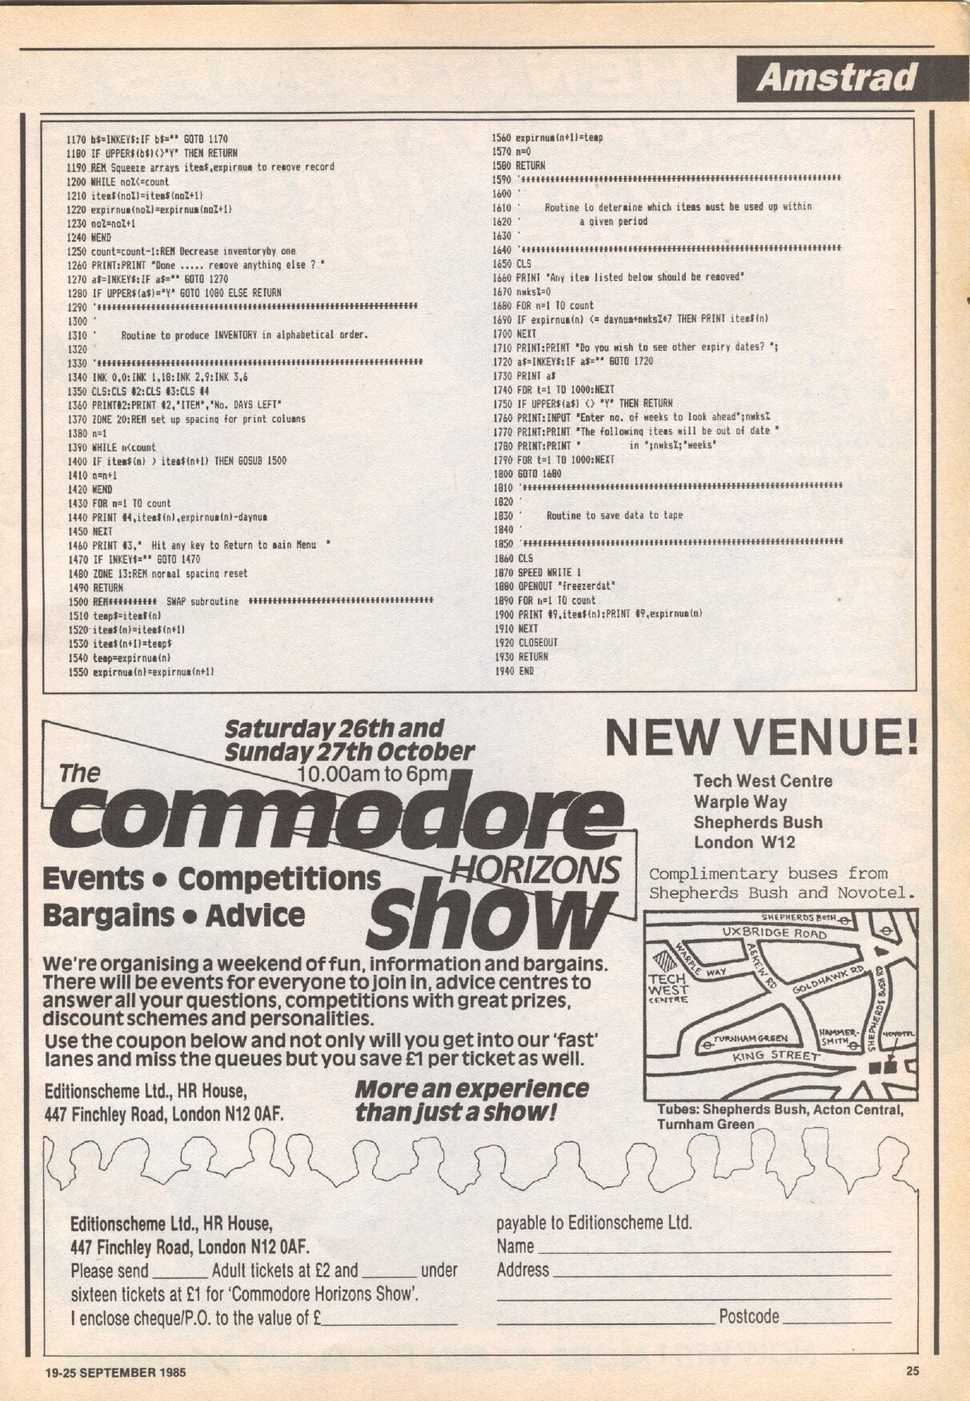 Amstrad
1170 b$=INKEY$:IF b$="" GOTO 1170
1180 IF UPPER$(b$)<>"Y" THEN RETURN
1190 REM Squeeze arrays item$,expirnum to remove record
1200 WHILE no%<=count
1210 item$(no%)=item$(no%+1)
1220 expirnum(no%)=expirnum(no%+1)
1230 no%=no%+1
1240 WEND
1250 count=count-1:REM Decrease inventoryby one
1260 PRINT:PRINT "Done ..... remove anything else ? "
1270 a$=INKEY$:IF a$="" GOTO 1270
1280 IF UPPER$(a$)="Y" GOTO 1080 ELSE RETURN
1290 '******************************************************************
1300 '
1310 '     Routine to produce INVENTORY in alphabetical order.
1320 '
1330 '*******************************************************************
1340 INK 0,0:INK 1,18:INK 2,9:INK 3,6
1350 CLS:CLS #2:CLS #3:CLS #4
1360 PRINT#2:PRINT #2,"ITEM","No. DAYS LEFT"
1370 ZONE 20:REM set up spacing for print columns
1380 n=1
1390 WHILE n<count
1400 IF item$(n) > item$(n+1) THEN GOSUB 1500
1410 n=n+1
1420 WEND
1430 FOR n=1 TO count
1440 PRINT #4,item$(n),expirnum(n)-daynum
1450 NEXT
1460 PRINT #3," Hit any key to Return to main Menu  "
1470 IF INKEY$="" GOTO 1470
1480 ZONE 13:REM normal spacing reset
1490 RETURN
1500 REM********** SWAP subroutine ***************************************
1510 temp$=item$(n)
1520 item$(n)=item$(n+1)
1530 item$(n+1)=temp$
1540 temp=expirnum(n)
1550 expirnum(n)=expirnum(n+1)
1560 expirnum(n+1)=temp
1570 n=0
1580 RETURN
1590 '******************************************************************
1600 '
1610 '     Routine to determine which items must be used up within
1620 '            a given period
1630 '
1640 '******************************************************************
1650 CLS
1660 PRINT "Any item listed below should be removed"
1670 nwks%=0
1680 FOR n=1 TO count
1690 IF expirnum(n) <= daynum+nwks%*7 THEN PRINT item$(n)
1700 NEXT
1710 PRINT:PRINT "Do you wish to see other expiry dates? ";
1720 a$=INKEY$:IF a$="" GOTO 1720
1730 PRINT a$
1740 FOR t=1 TO 1000:NEXT
1750 IF UPPER$(a$) <> "Y" THEN RETURN
1760 PRINT:INPUT "Enter no. of weeks to look ahead";nwks%
1770 PRINT:PRINT "The following items will be out of date "
1780 PRINT:PRINT "          in ";nwks%;"weeks"
1790 FOR t=1 TO 1000:NEXT
1800 GOTO 1680
1810 '******************************************************************
1820 '
1830 '     Routine to save data to tape
1840 '
1850 '******************************************************************
1860 CLS
1870 SPEED WRITE 1
1880 OPENOUT "freezerdat"
1890 FOR n=1 TO count
1900 PRINT #9,item$(n):PRINT #9,expirnum(n)
1910 NEXT
1920 CLOSEOUT
1930 RETURN
1940 END
Saturday 26th and
Sunday 27th October
10.00am to 6pm
The
commodore
HORIZONS
show
Events • Competitions
Bargains • Advice
We're organising a weekend of fun, information and bargains.
There will be events for everyone to join in, advice centres to
answer all your questions, competitions with great prizes,
discount schemes and personalities.
Use the coupon below and not only will you get into our 'fast'
lanes and miss the queues but you save £1 per ticket as well.
Editionscheme Ltd., HR House,
447 Finchley Road, London N12 0AF.
More an experience
than just a show!
NEW VENUE!
Tech West Centre
Warple Way
Shepherds Bush
London W12
Complimentary buses from
Shepherds Bush and Novotel.
SHEPHERDS BUSH
UXBRIDGE ROAD
WARPLE WAY
ASKEW RD
GOLDHAWK RD
SHEPHERDS BUSH RD
TECH
WEST
CENTRE
TURNHAM GREEN
HAMMER-
SMITH
NOVOTEL
KING STREET
Tubes: Shepherds Bush, Acton Central,
Turnham Green
Editionscheme Ltd., HR House,
447 Finchley Road, London N12 0AF.
Please send ______ Adult tickets at £2 and ______ under
sixteen tickets at £1 for 'Commodore Horizons Show'.
I enclose cheque/P.O. to the value of £______
payable to Editionscheme Ltd.
Name ______
Address ______
______ Postcode ______
19-25 SEPTEMBER 1985
25